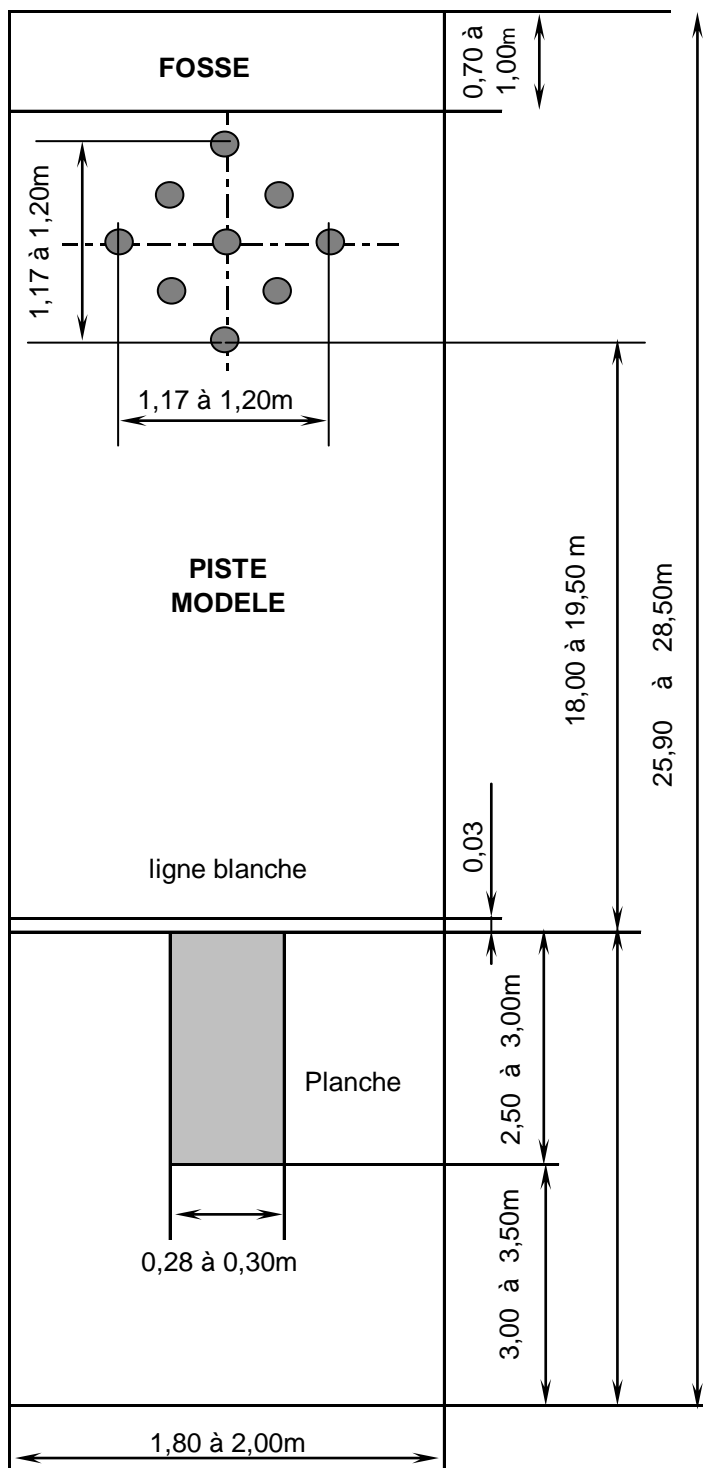 FOSSE
0,70 à
1,00m
1,17 à 1,20m
1,17 à 1,20m
PISTE
MODELE
18,00 à 19,50 m
25,90 à 28,50m
ligne blanche
0,03
Planche
2,50 à 3,00m
0,28 à 0,30m
3,00 à 3,50m
1,80 à 2,00m